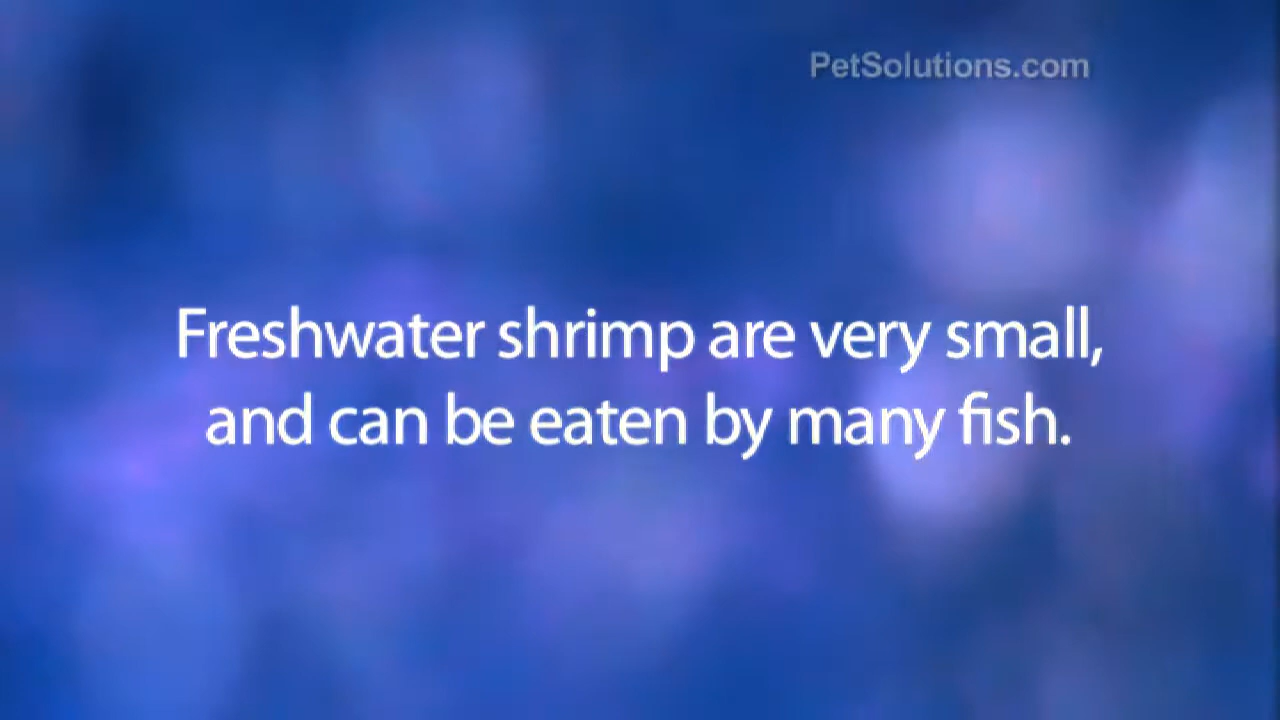 PetSolutions.com
Freshwater shrimp are very small,
and can be eaten by many fish.